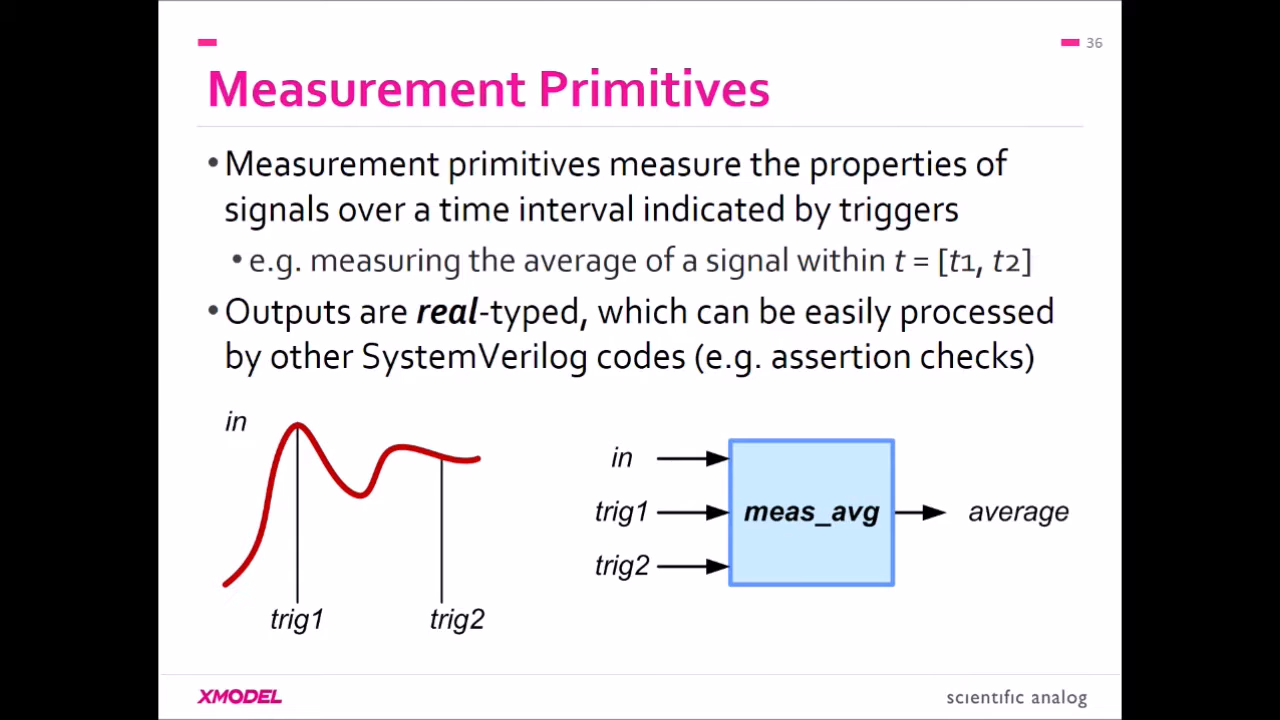 36
Measurement Primitives
•Measurement primitives measure the properties of
signals over a time interval indicated by triggers
•e.g. measuring the average of a signal within t = [t1, t2]
•Outputs are real-typed, which can be easily processed
by other SystemVerilog codes (e.g. assertion checks)
in
trig1 trig2
in
trig1
trig2
meas_avg
average
XMODEL
scientific analog